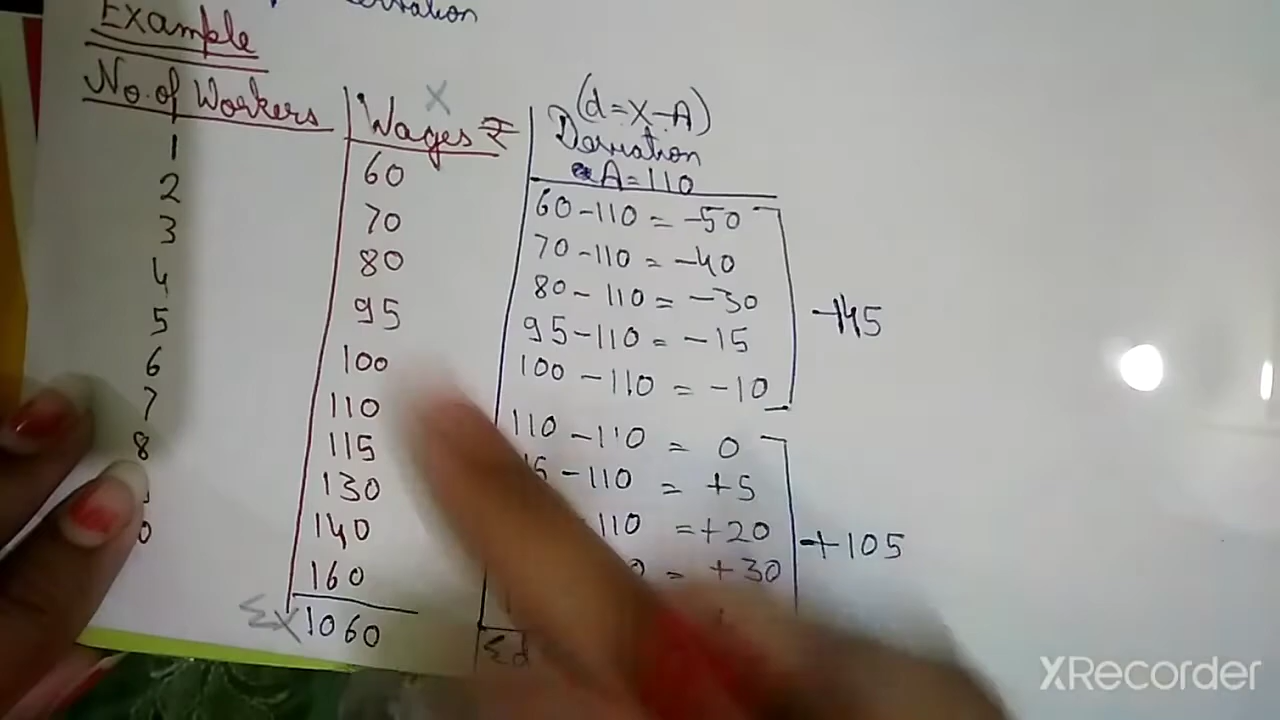 Example
No. of Workers
1
2
3
4
5
6
7
8
0
X
Wages ₹
60
70
80
95
100
110
115
130
140
160
ΣX 1060
(d=X-A)
Deviation
A=110
60-110 = -50
70-110 = -40
80-110 = -30
95-110 = -15
100-110 = -10
110-110 = 0
-110 = +5
110 = +20
= +30
Σd
-145
+105
XRecorder